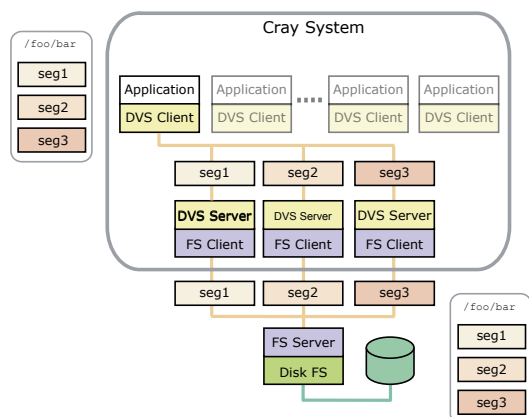 Cray System
/foo/bar
seg1
seg2
seg3
Application Application Application Application
DVS Client DVS Client DVS Client DVS Client
seg1 seg2 seg3
DVS Server DVS Server DVS Server
FS Client FS Client FS Client
seg1 seg2 seg3
FS Server
Disk FS
/foo/bar
seg1
seg2
seg3